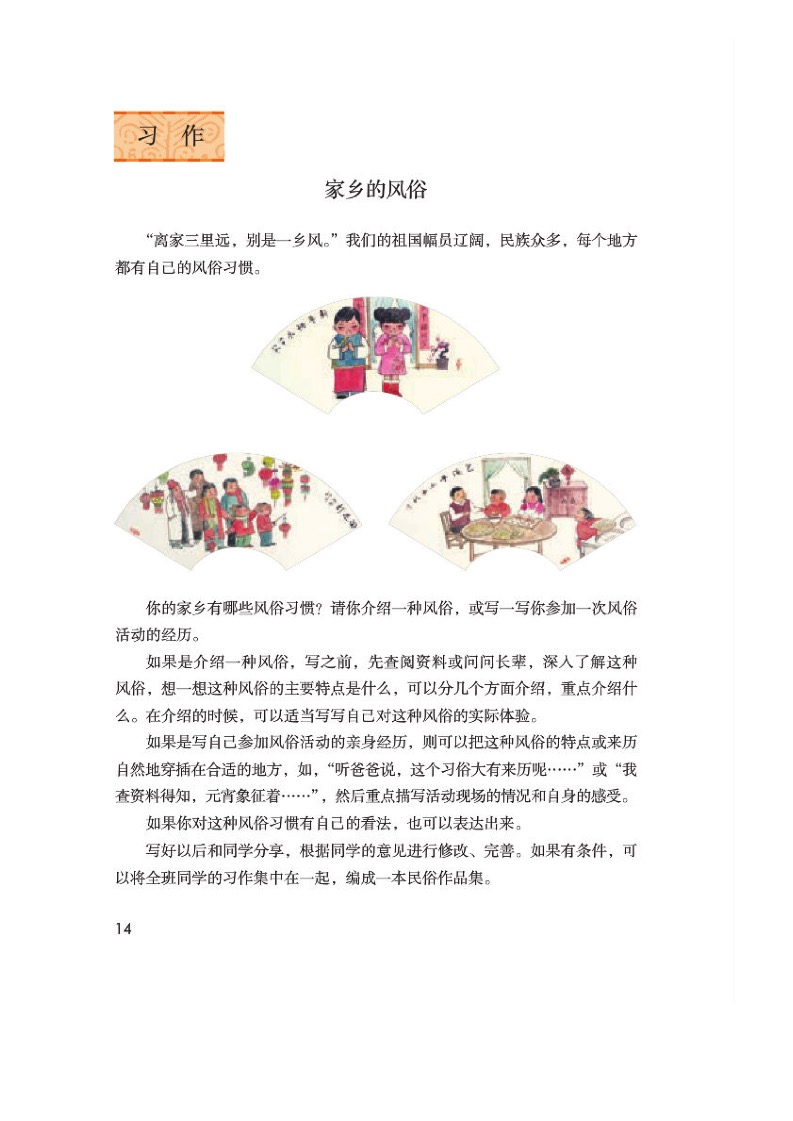 习 作
家乡的风俗
“离家三里远，别是一乡风。”我们的祖国幅员辽阔，民族众多，每个地方
都有自己的风俗习惯。
你的家乡有哪些风俗习惯？请你介绍一种风俗，或写一写你参加一次风俗
活动的经历。
如果是介绍一种风俗，写之前，先查阅资料或问问长辈，深入了解这种
风俗，想一想这种风俗的主要特点是什么，可以分几个方面介绍，重点介绍什
么。在介绍的时候，可以适当写写自己对这种风俗的实际体验。
如果是写自己参加风俗活动的亲身经历，则可以把这种风俗的特点或来历
自然地穿插在合适的地方，如，“听爸爸说，这个习俗大有来历呢……”或“我
查资料得知，元宵象征着……”，然后重点描写活动现场的情况和自身的感受。
如果你对这种风俗习惯有自己的看法，也可以表达出来。
写好以后和同学分享，根据同学的意见进行修改、完善。如果有条件，可
以将全班同学的习作集中在一起，编成一本民俗作品集。
14